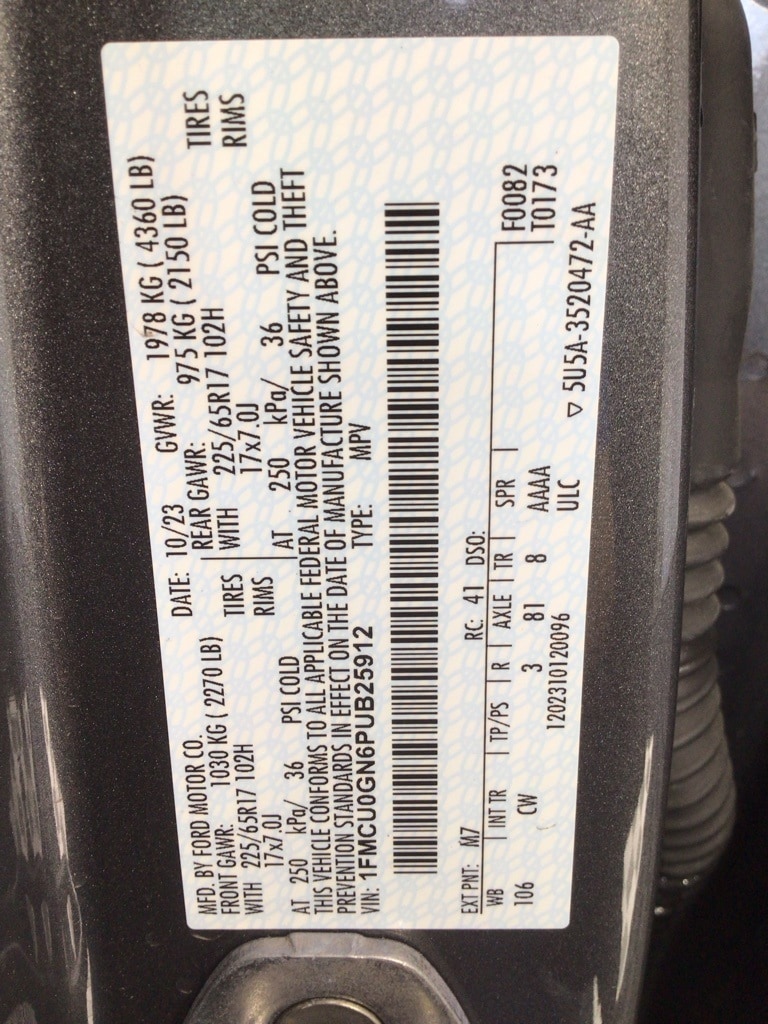 MFD. BY FORD MOTOR CO.
DATE: 10/23 GVWR: 1978 KG ( 4360 LB)
FRONT GAWR: 1030 KG ( 2270 LB)
REAR GAWR: 975 KG ( 2150 LB)
WITH 225/65R17 102H TIRES
WITH 225/65R17 102H TIRES
17x7.0J RIMS
17x7.0J RIMS
AT 250 kPa/ 36 PSI COLD
AT 250 kPa/ 36 PSI COLD
THIS VEHICLE CONFORMS TO ALL APPLICABLE FEDERAL MOTOR VEHICLE SAFETY AND THEFT
PREVENTION STANDARDS IN EFFECT ON THE DATE OF MANUFACTURE SHOWN ABOVE.
VIN: 1FMCU0GN6PUB25912 TYPE: MPV
EXT PNT: M7 RC: 41 DSO:
WB | INT TR | TP/PS | R | AXLE | TR | SPR | F0082
106 CW 3 81 8 AAAA T0173
1202310120096 ULC
▽ 5U5A-3520472-AA